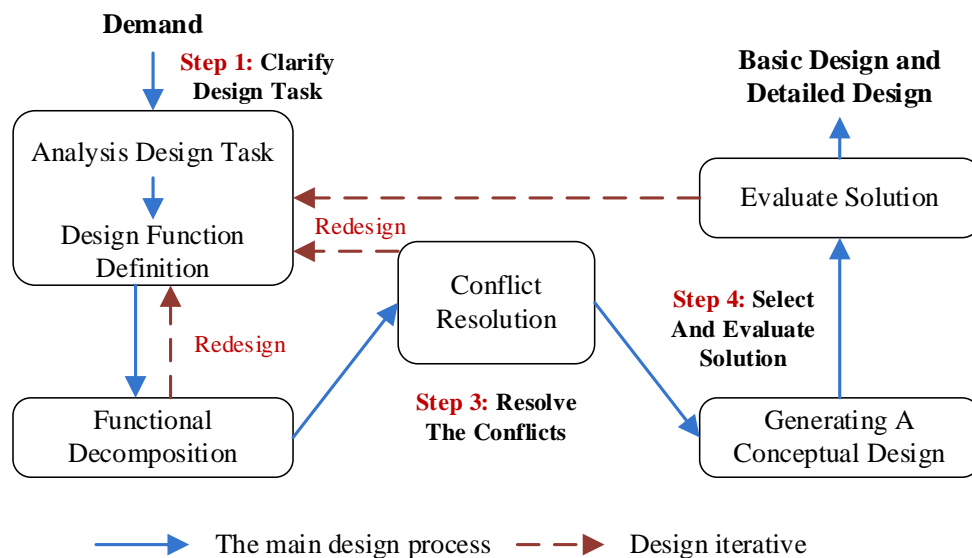 Demand
Step 1: Clarify
Design Task
Analysis Design Task
Design Function
Definition
Redesign
Functional
Decomposition
Redesign
Conflict
Resolution
Step 3: Resolve
The Conflicts
Basic Design and
Detailed Design
Evaluate Solution
Step 4: Select
And Evaluate
Solution
Generating A
Conceptual Design
The main design process
Design iterative